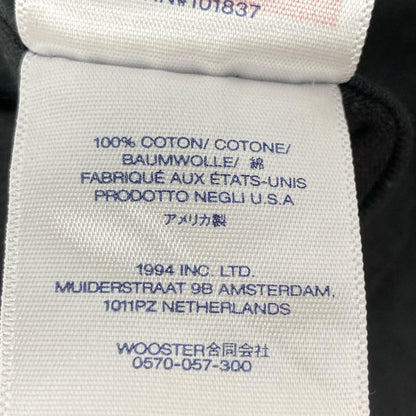 RN#101837
100% COTON/ COTONE/
BAUMWOLLE/ 綿
FABRIQUÉ AUX ÉTATS-UNIS
PRODOTTO NEGLI U.S.A
アメリカ製
1994 INC. LTD.
MUIDERSTRAAT 9B AMSTERDAM,
1011PZ NETHERLANDS
WOOSTER合同会社
0570-057-300